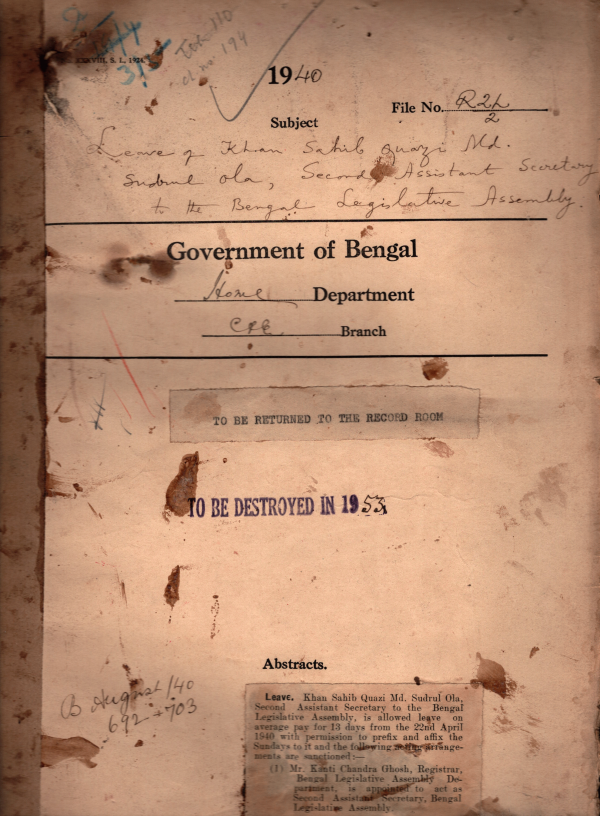 XXXVIII. S. L., 1924.
1940
File No. R2L/2
Subject
Leave of Khan Sahib Quazi Md.
Sudrul Ola, Second Assistant Secretary
to the Bengal Legislative Assembly.
Government of Bengal
Home Department
Branch
TO BE RETURNED TO THE RECORD ROOM
TO BE DESTROYED IN 1953
Abstracts.
B August/40
692 + 703
Leave. Khan Sahib Quazi Md. Sudrul Ola,
Second Assistant Secretary to the Bengal
Legislative Assembly, is allowed leave on
average pay for 13 days from the 22nd April
1940 with permission to prefix and affix the
Sundays to it and the following acting arrange-
ments are sanctioned :—
(1) Mr. Kanti Chandra Ghosh, Registrar,
Bengal Legislative Assembly De-
partment, is appointed to act as
Second Assistant Secretary, Bengal
Legislative Assembly.